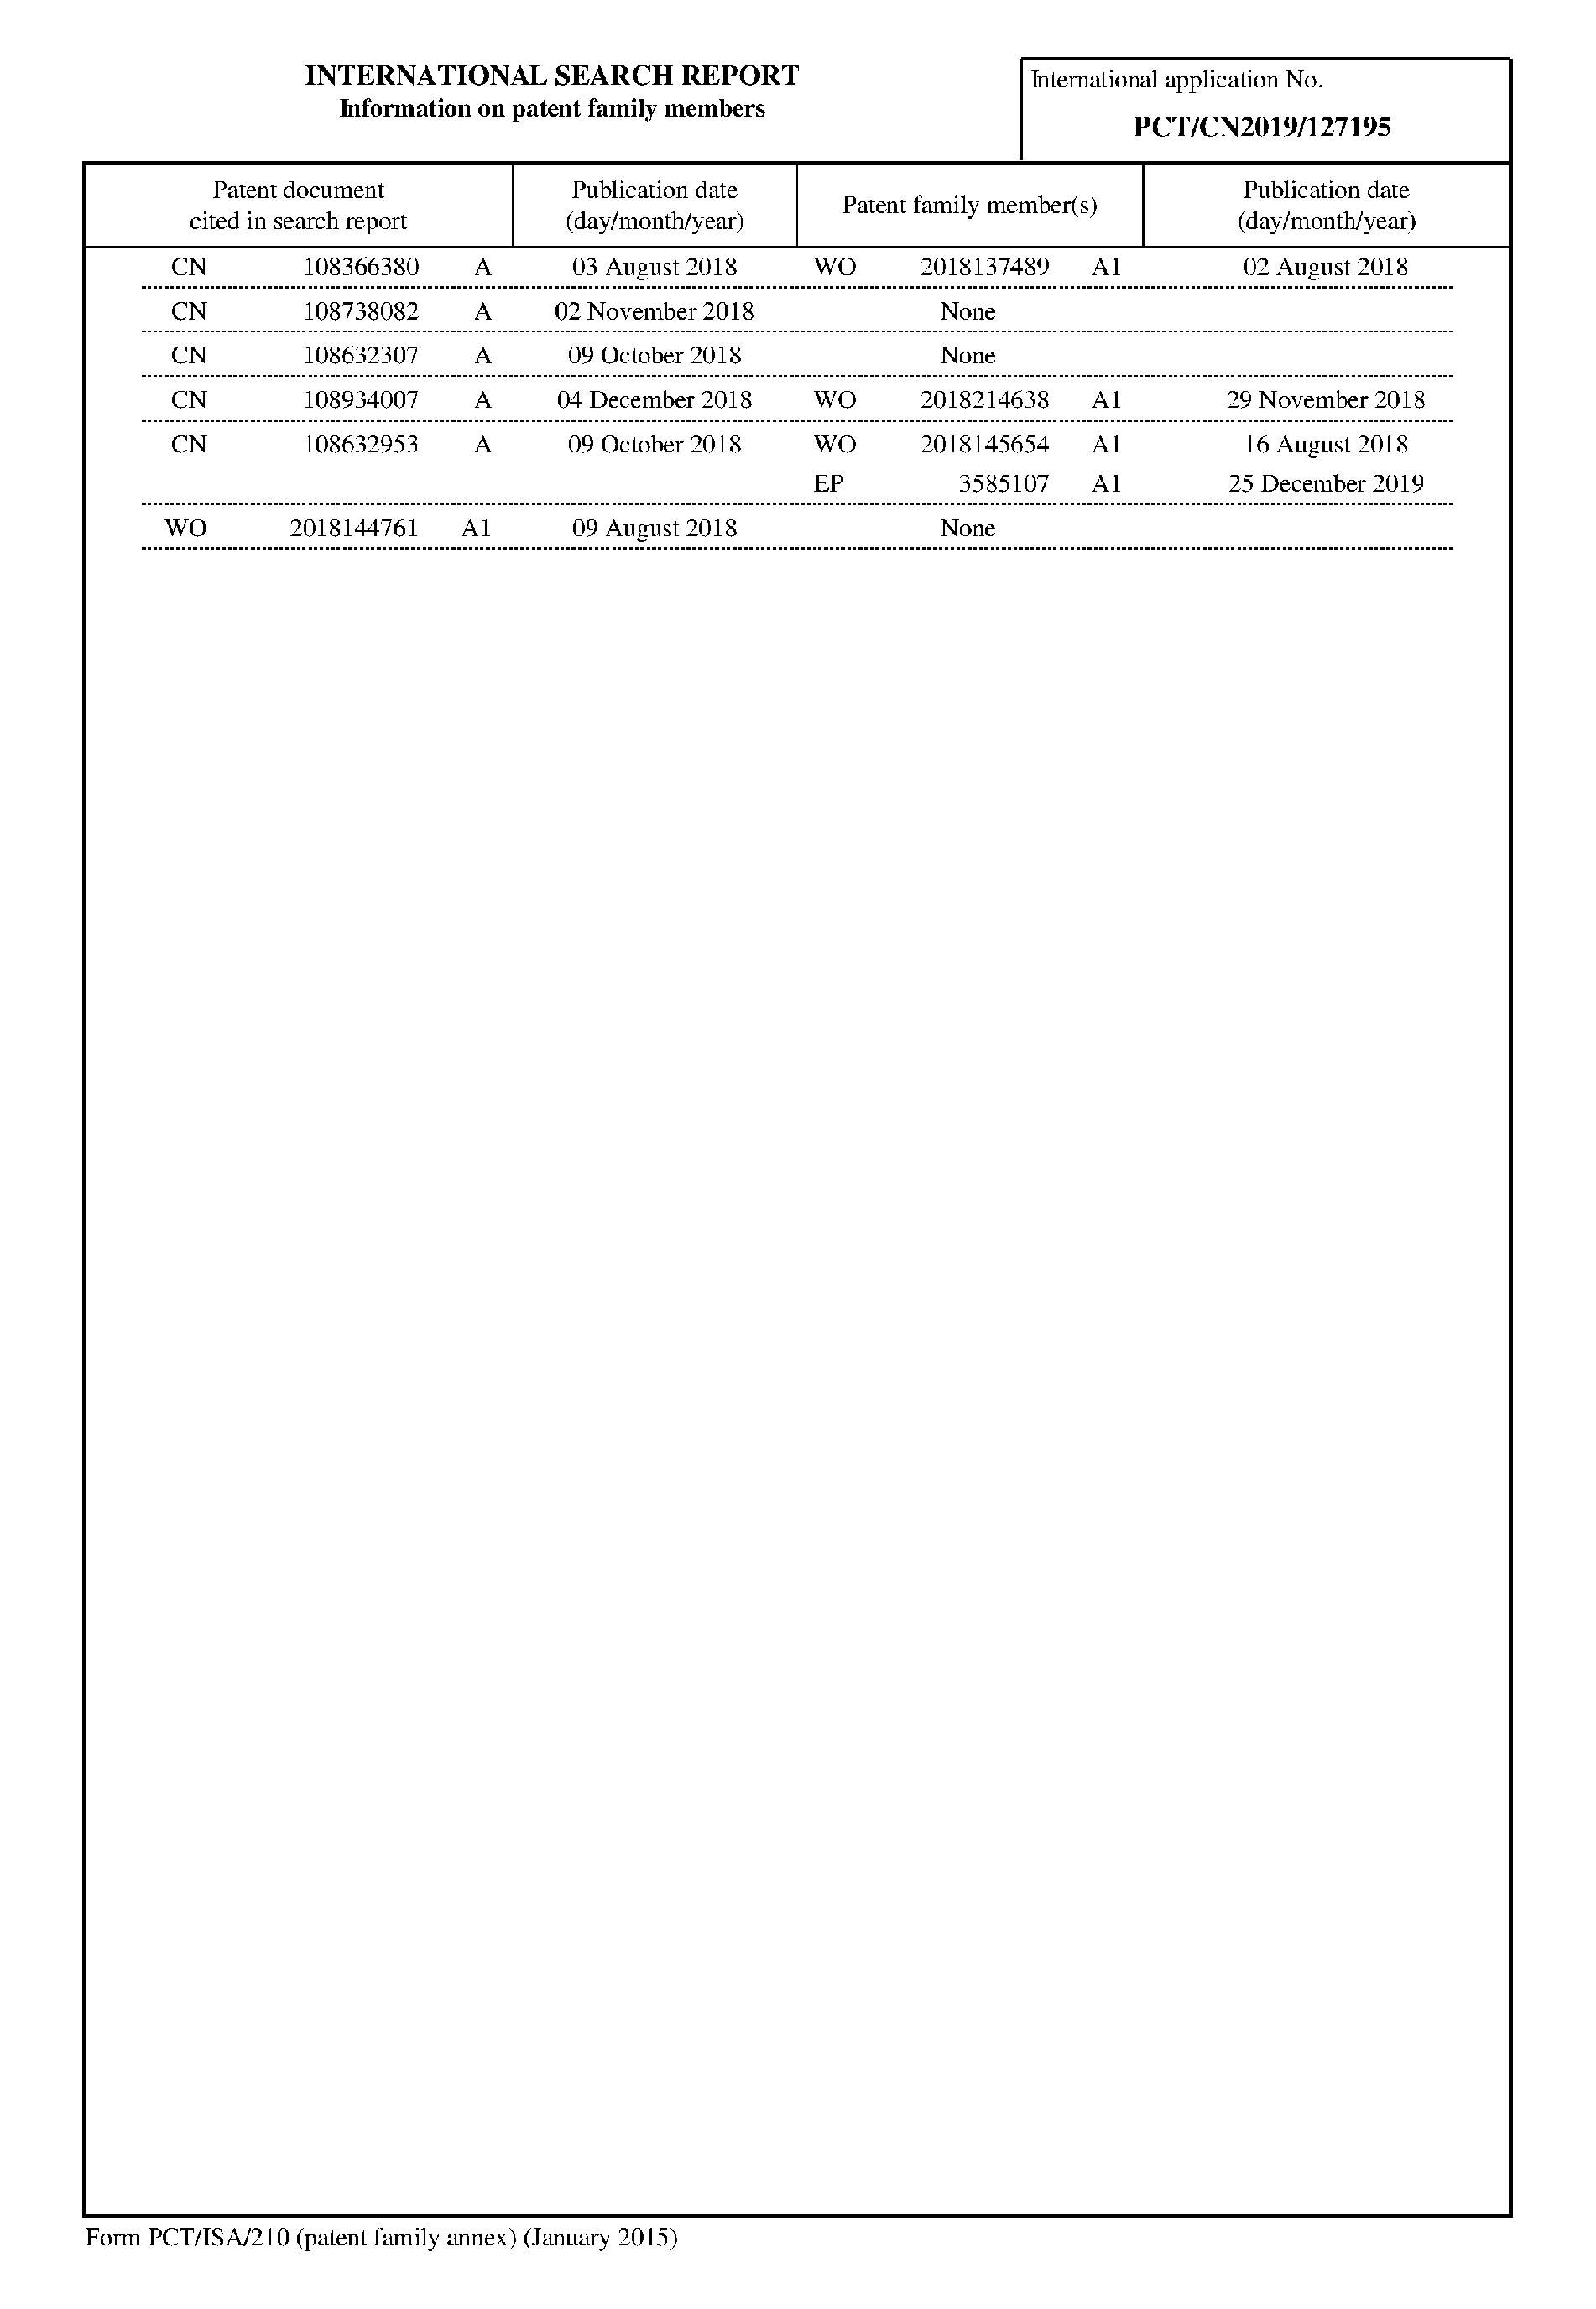 INTERNATIONAL SEARCH REPORT
Information on patent family members
International application No.
PCT/CN2019/127195
Patent document
cited in search report
Publication date
(day/month/year)
Patent family member(s)
Publication date
(day/month/year)
CN 108366380 A 03 August 2018 WO 2018137489 A1 02 August 2018
CN 108738082 A 02 November 2018 None
CN 108632307 A 09 October 2018 None
CN 108934007 A 04 December 2018 WO 2018214638 A1 29 November 2018
CN 108632953 A 09 October 2018 WO 2018145654 A1 16 August 2018
EP 3585107 A1 25 December 2019
WO 2018144761 A1 09 August 2018 None
Form PCT/ISA/210 (patent family annex) (January 2015)